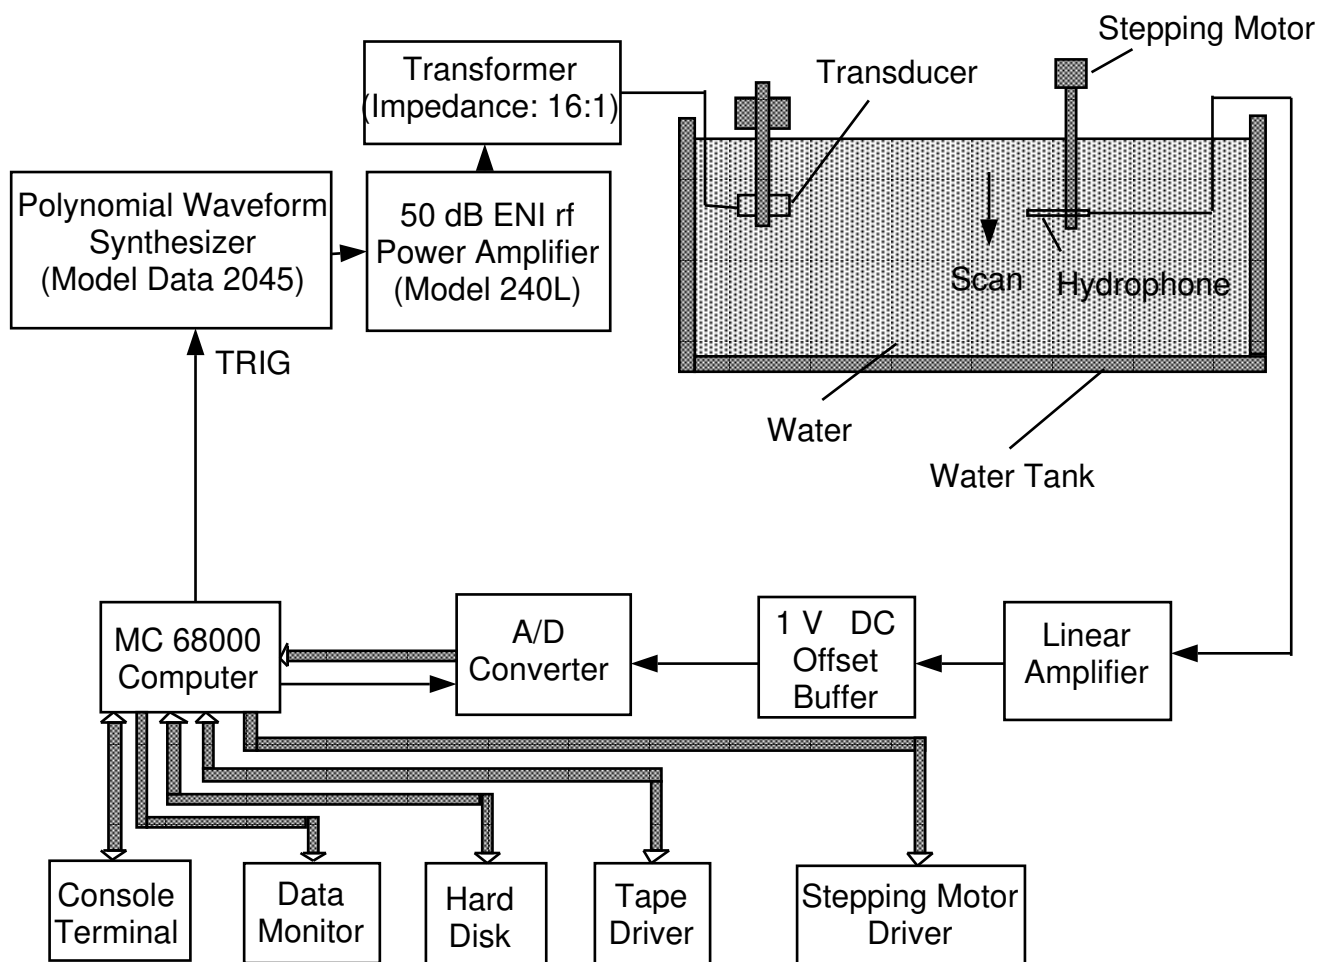 Stepping Motor
Transformer
(Impedance: 16:1)
Transducer
Polynomial Waveform
Synthesizer
(Model Data 2045)
50 dB ENI rf
Power Amplifier
(Model 240L)
Scan
Hydrophone
TRIG
Water
Water Tank
MC 68000
Computer
A/D
Converter
1 V DC
Offset
Buffer
Linear
Amplifier
Console
Terminal
Data
Monitor
Hard
Disk
Tape
Driver
Stepping Motor
Driver